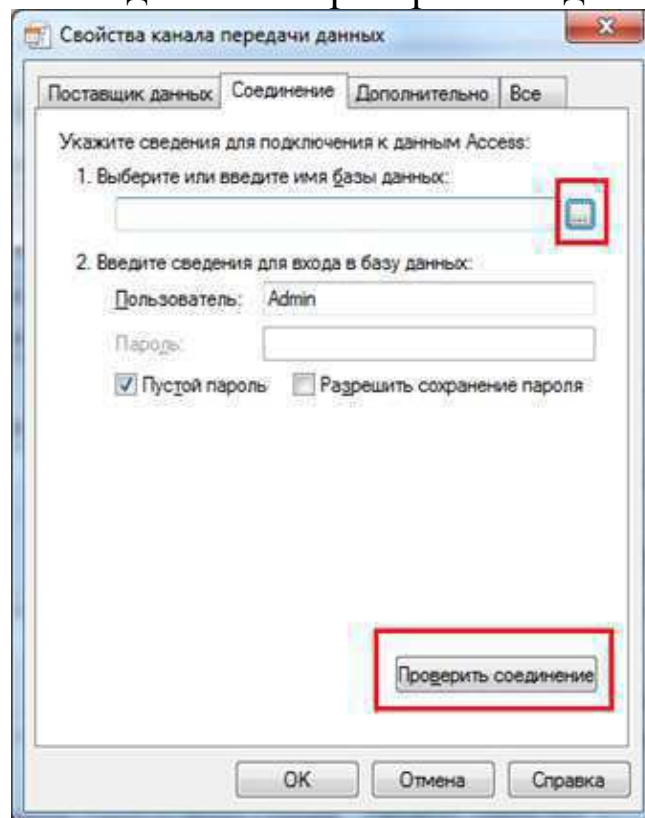 Свойства канала передачи данных
Поставщик данных Соединение Дополнительно Все
Укажите сведения для подключения к данным Access:
1. Выберите или введите имя базы данных:
...
2. Введите сведения для входа в базу данных:
Пользователь: Admin
Пароль:
Пустой пароль Разрешить сохранение пароля
Проверить соединение
ОК Отмена Справка